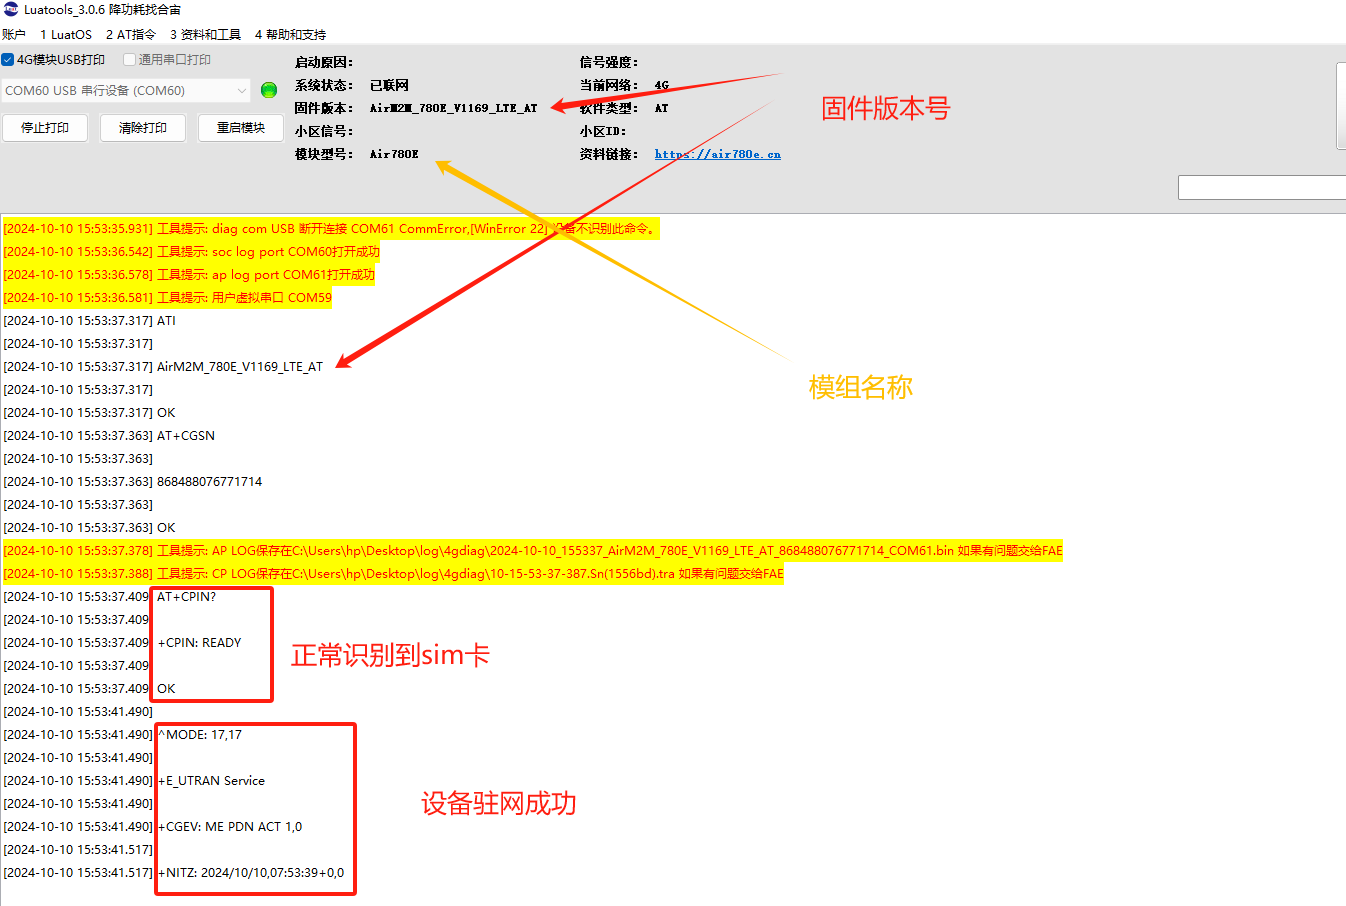 Luatools_3.0.6 降功耗找合宙
账户 1 LuatOS 2 AT指令 3 资料和工具 4 帮助和支持
4G模块USB打印 通用串口打印
COM60 USB 串行设备 (COM60)
停止打印 清除打印 重启模块
启动原因: 信号强度:
系统状态: 已联网 当前网络: 4G
固件版本: AirM2M_780E_V1169_LTE_AT 软件类型: AT
小区信号: 小区ID:
模块型号: Air780E 资料链接: https://air780e.cn
固件版本号
[2024-10-10 15:53:35.931] 工具提示: diag com USB 断开连接 COM61 CommError,[WinError 22] 设备不识别此命令。
[2024-10-10 15:53:36.542] 工具提示: soc log port COM60打开成功
[2024-10-10 15:53:36.578] 工具提示: ap log port COM61打开成功
[2024-10-10 15:53:36.581] 工具提示: 用户虚拟串口 COM59
[2024-10-10 15:53:37.317] ATI
[2024-10-10 15:53:37.317]
[2024-10-10 15:53:37.317] AirM2M_780E_V1169_LTE_AT
模组名称
[2024-10-10 15:53:37.317]
[2024-10-10 15:53:37.317] OK
[2024-10-10 15:53:37.363] AT+CGSN
[2024-10-10 15:53:37.363]
[2024-10-10 15:53:37.363] 868488076771714
[2024-10-10 15:53:37.363]
[2024-10-10 15:53:37.363] OK
[2024-10-10 15:53:37.378] 工具提示: AP LOG保存在C:\Users\hp\Desktop\log\4gdiag\2024-10-10_155337_AirM2M_780E_V1169_LTE_AT_868488076771714_COM61.bin 如果有问题交给FAE
[2024-10-10 15:53:37.388] 工具提示: CP LOG保存在C:\Users\hp\Desktop\log\4gdiag\10-15-53-37-387.Sn(1556bd).tra 如果有问题交给FAE
[2024-10-10 15:53:37.409 AT+CPIN?
[2024-10-10 15:53:37.409
[2024-10-10 15:53:37.409 +CPIN: READY
正常识别到sim卡
[2024-10-10 15:53:37.409
[2024-10-10 15:53:37.409 OK
[2024-10-10 15:53:41.490]
[2024-10-10 15:53:41.490] ^MODE: 17,17
[2024-10-10 15:53:41.490]
[2024-10-10 15:53:41.490] +E_UTRAN Service
[2024-10-10 15:53:41.490]
设备驻网成功
[2024-10-10 15:53:41.490] +CGEV: ME PDN ACT 1,0
[2024-10-10 15:53:41.517]
[2024-10-10 15:53:41.517] +NITZ: 2024/10/10,07:53:39+0,0